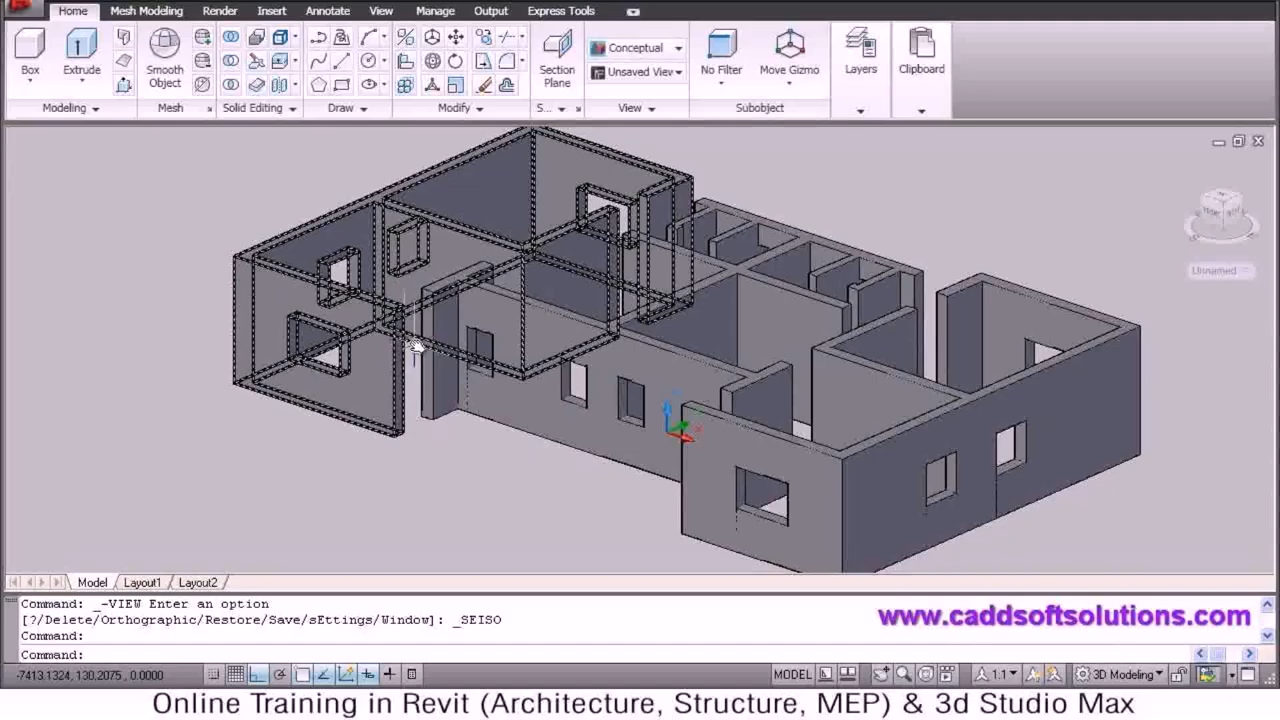 Home Mesh Modeling Render Insert Annotate View Manage Output Express Tools
Box Extrude Smooth Object Section Plane Conceptual Unsaved View No Filter Move Gizmo Layers Clipboard
Modeling Mesh Solid Editing Draw Modify S... View Subobject
Unnamed
Model Layout1 Layout2
Command: _-VIEW Enter an option
[?/Delete/Orthographic/Restore/Save/sEttings/Window]: _SEISO
Command:
Command:
www.caddsoftsolutions.com
-7413.1324, 130.2075, 0.0000 MODEL 1:1 3D Modeling
Online Training in Revit (Architecture, Structure, MEP) & 3d Studio Max